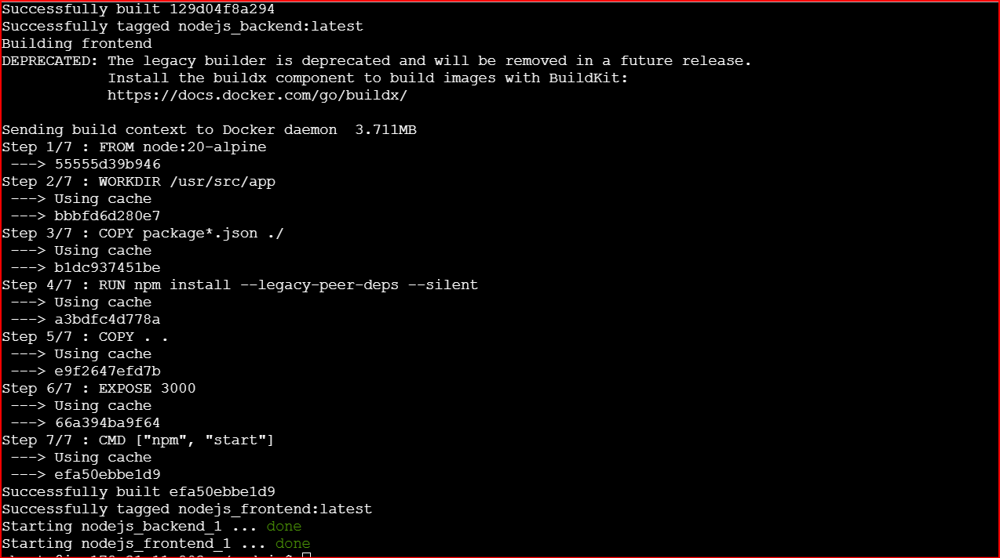 Successfully built 129d04f8a294
Successfully tagged nodejs_backend:latest
Building frontend
DEPRECATED: The legacy builder is deprecated and will be removed in a future release.
Install the buildx component to build images with BuildKit:
https://docs.docker.com/go/buildx/
Sending build context to Docker daemon  3.711MB
Step 1/7 : FROM node:20-alpine
---> 55555d39b946
Step 2/7 : WORKDIR /usr/src/app
---> Using cache
---> bbbfd6d280e7
Step 3/7 : COPY package*.json ./
---> Using cache
---> b1dc937451be
Step 4/7 : RUN npm install --legacy-peer-deps --silent
---> Using cache
---> a3bdfc4d778a
Step 5/7 : COPY . .
---> Using cache
---> e9f2647efd7b
Step 6/7 : EXPOSE 3000
---> Using cache
---> 66a394ba9f64
Step 7/7 : CMD ["npm", "start"]
---> Using cache
---> efa50ebbe1d9
Successfully built efa50ebbe1d9
Successfully tagged nodejs_frontend:latest
Starting nodejs_backend_1 ... done
Starting nodejs_frontend_1 ... done